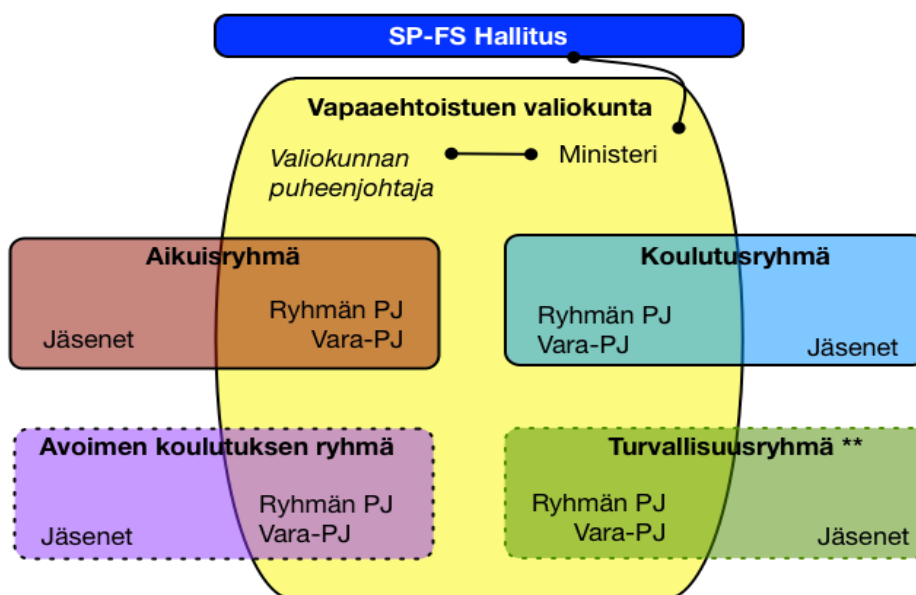 SP-FS Hallitus
Vapaaehtoistuen valiokunta
Valiokunnan
puheenjohtaja
Ministeri
Aikuisryhmä
Ryhmän PJ
Vara-PJ
Jäsenet
Koulutusryhmä
Ryhmän PJ
Vara-PJ
Jäsenet
Avoimen koulutuksen ryhmä
Ryhmän PJ
Vara-PJ
Jäsenet
Turvallisuusryhmä **
Ryhmän PJ
Vara-PJ
Jäsenet